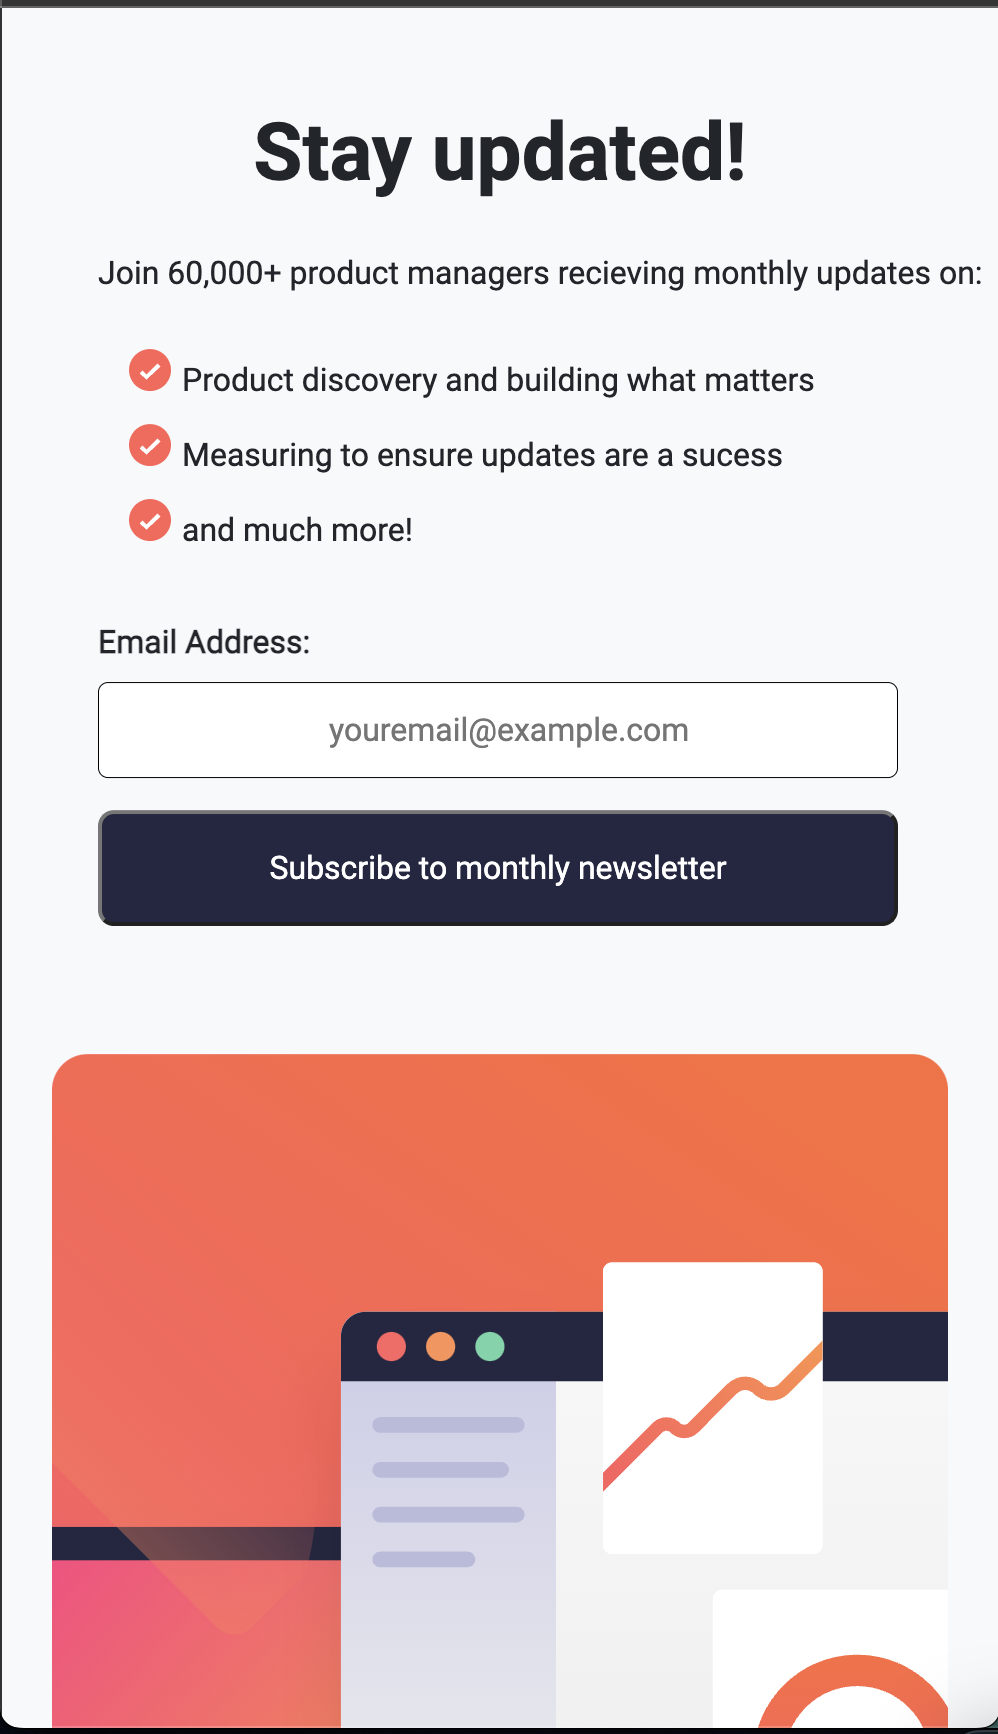 Stay updated!
Join 60,000+ product managers recieving monthly updates on:
Product discovery and building what matters
Measuring to ensure updates are a sucess
and much more!
Email Address:
youremail@example.com
Subscribe to monthly newsletter